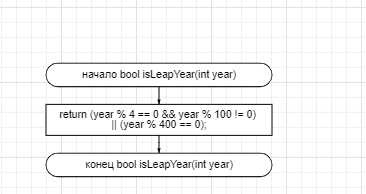 начало bool isLeapYear(int year)
return (year % 4 == 0 && year % 100 != 0)
|| (year % 400 == 0);
конец bool isLeapYear(int year)